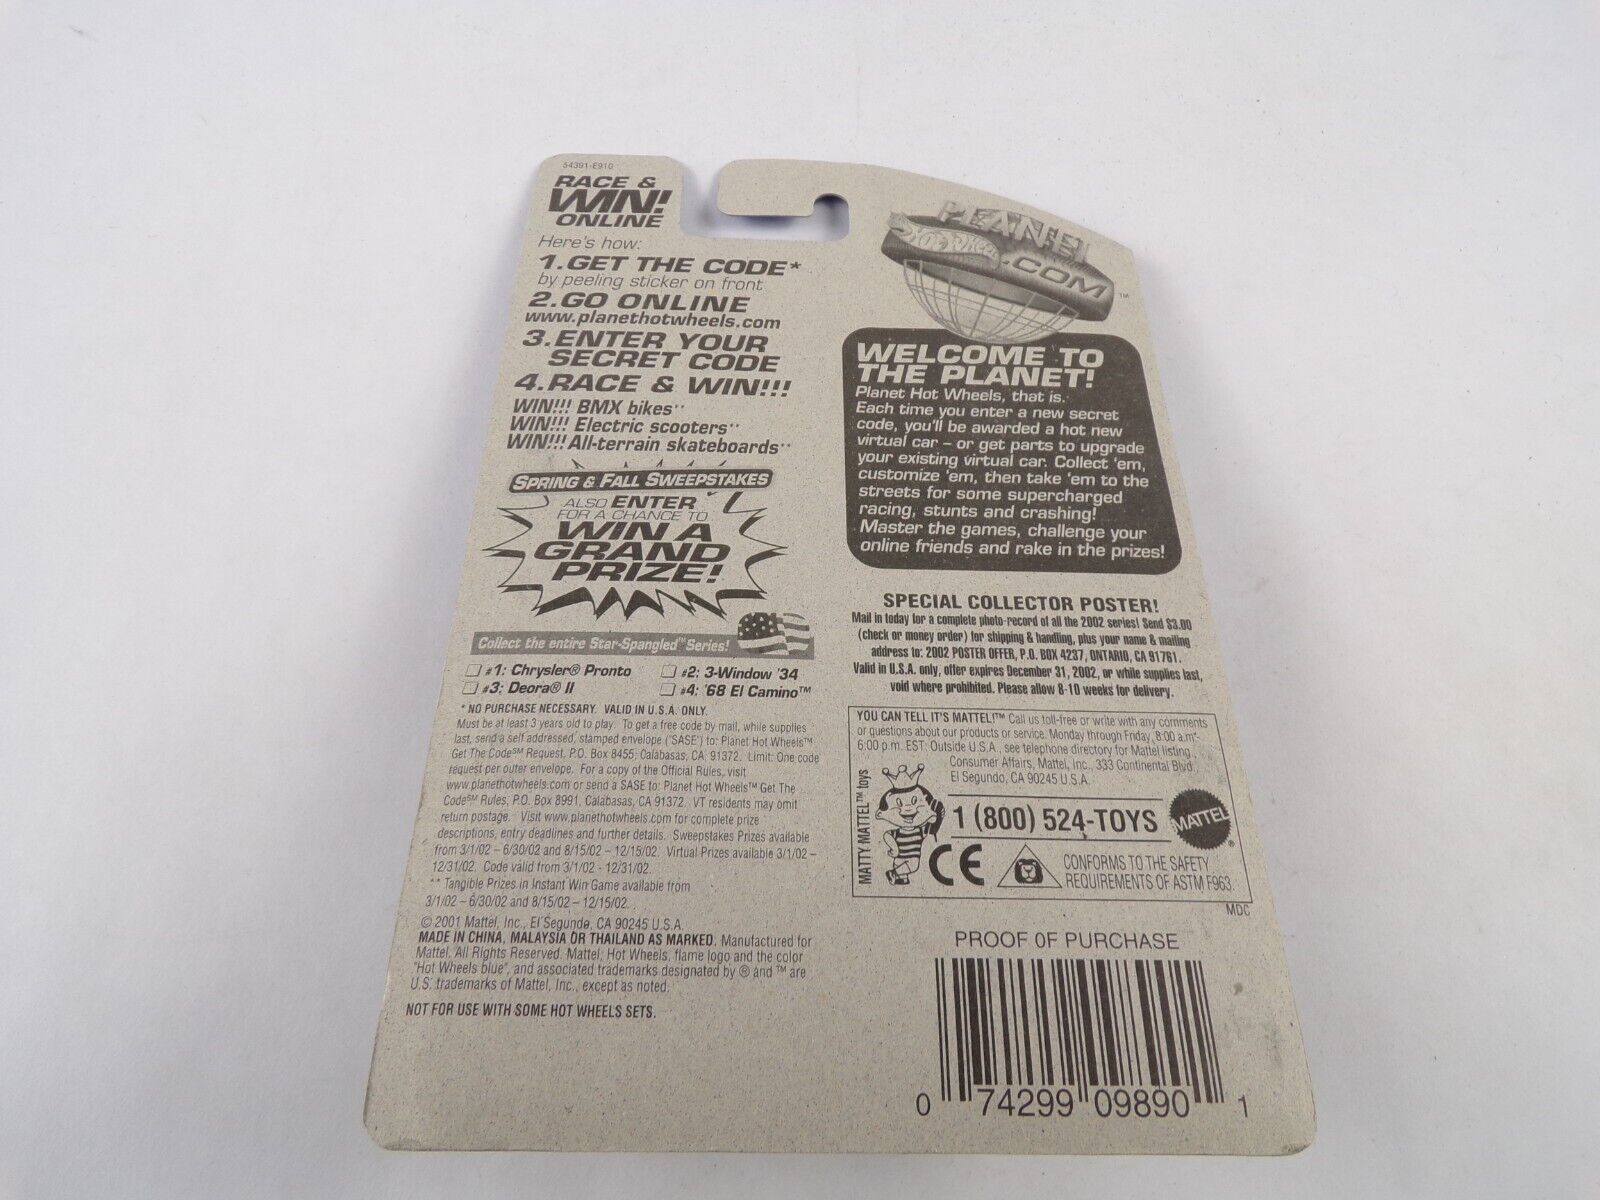 54391-E910
RACE &
WIN!
ONLINE
Here's how:
1.GET THE CODE*
by peeling sticker on front
2.GO ONLINE
www.planethotwheels.com
3.ENTER YOUR
SECRET CODE
4.RACE & WIN!!!
WIN!!! BMX bikes**
WIN!!! Electric scooters**
WIN!!! All-terrain skateboards**
SPRING & FALL SWEEPSTAKES
ALSO ENTER
FOR A CHANCE TO
WIN A
GRAND
PRIZE!
Collect the entire Star-Spangled™ Series!
#1: Chrysler® Pronto
#2: 3-Window '34
#3: Deora® II
#4: '68 El Camino™
* NO PURCHASE NECESSARY. VALID IN U.S.A. ONLY.
Must be at least 3 years old to play. To get a free code by mail, while supplies
last, send a self addressed, stamped envelope ("SASE") to: Planet Hot Wheels™
Get The Code℠ Request, P.O. Box 8455, Calabasas, CA, 91372. Limit: One code
request per outer envelope. For a copy of the Official Rules, visit
www.planethotwheels.com or send a SASE to: Planet Hot Wheels™ Get The
Code℠ Rules, P.O. Box 8991, Calabasas, CA 91372. VT residents may omit
return postage. Visit www.planethotwheels.com for complete prize
descriptions, entry deadlines and further details. Sweepstakes Prizes available
from 3/1/02 – 6/30/02 and 8/15/02 – 12/15/02. Virtual Prizes available 3/1/02 –
12/31/02. Code valid from 3/1/02 - 12/31/02.
** Tangible Prizes in Instant Win Game available from
3/1/02 – 6/30/02 and 8/15/02 – 12/15/02.
© 2001 Mattel, Inc., El Segundo, CA 90245 U.S.A.
MADE IN CHINA, MALAYSIA OR THAILAND AS MARKED. Manufactured for
Mattel. All Rights Reserved. Mattel, Hot Wheels, flame logo and the color
"Hot Wheels blue", and associated trademarks designated by ® and ™ are
U.S. trademarks of Mattel, Inc., except as noted.
NOT FOR USE WITH SOME HOT WHEELS SETS.
PLANET
Hot Wheels
.COM
™
WELCOME TO
THE PLANET!
Planet Hot Wheels, that is.
Each time you enter a new secret
code, you'll be awarded a hot new
virtual car – or get parts to upgrade
your existing virtual car. Collect 'em,
customize 'em, then take 'em to the
streets for some supercharged
racing, stunts and crashing!
Master the games, challenge your
online friends and rake in the prizes!
SPECIAL COLLECTOR POSTER!
Mail in today for a complete photo-record of all the 2002 series! Send $3.00
(check or money order) for shipping & handling, plus your name & mailing
address to: 2002 POSTER OFFER, P.O. BOX 4237, ONTARIO, CA 91761.
Valid in U.S.A. only, offer expires December 31, 2002, or while supplies last,
void where prohibited. Please allow 8-10 weeks for delivery.
YOU CAN TELL IT'S MATTEL!™ Call us toll-free or write with any comments
or questions about our products or service. Monday through Friday, 8:00 a.m-
6:00 p.m. EST. Outside U.S.A., see telephone directory for Mattel listing.
Consumer Affairs, Mattel, Inc., 333 Continental Blvd.,
El Segundo, CA 90245 U.S.A.
MATTY MATTEL™ toys
1 (800) 524-TOYS
MATTEL
®
CE
CONFORMS TO THE SAFETY
REQUIREMENTS OF ASTM F963.
MDC
PROOF OF PURCHASE
0 74299 09890 1